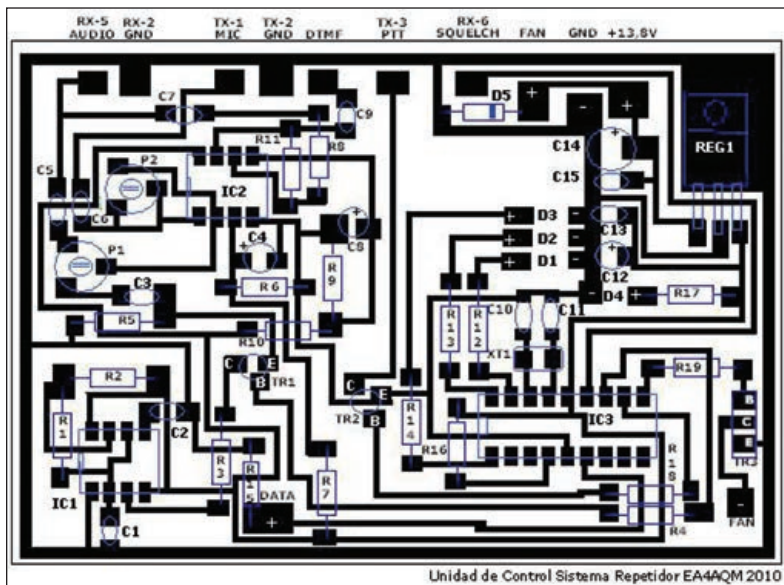 RX-5 RX-2 TX-1 TX-2 TX-3 RX-6
AUDIO GND MIC GND DTMF PTT SQUELCH FAN GND +13,8V
C7 D5 +
C9 - +
R11 R8 C14 + REG1
C5 P2 IC2 C15
C6 + D3 - C13
C4 + C8 + D2 -
P1 + D1 - C12
R6 R9 D4 + R17
C3 C10 C11
R5 R10 R13 R12
XT1
R2 C E TR1 R19
B C E
C2 TR2 IC3
R1 B R14 C
R3 R16 R18 TR3
IC1 R15 DATA R7 -
C1 + R4 FAN
Unidad de Control Sistema Repetidor EA4AQM 2010